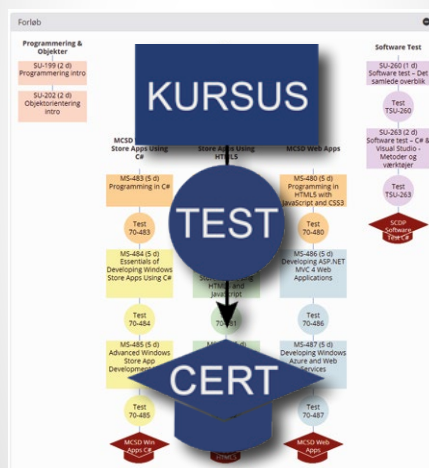 Forløb
Programmering &
Objekter
SU-199 (2 d)
Programmering intro
SU-202 (2 d)
Objektorientering
intro
KURSUS
TEST
CERT
MCSD
Store Apps Using
C#
MS-483 (5 d)
Programming in C#
Test
70-483
MS-484 (5 d)
Essentials of
Developing Windows
Store Apps Using C#
Test
70-484
MS-485 (5 d)
Advanced Windows
Store App
Test
70-485
MCSD Win
Apps C#
Store Apps Using
HTML5
JavaScript
HTML5
MCSD Web Apps
MS-480 (5 d)
Programming in
HTML5 with
JavaScript and CSS3
Test
70-480
MS-486 (5 d)
Developing ASP.NET
MVC 4 Web
Applications
Test
70-486
MS-487 (5 d)
Developing Windows
Azure and Web
Services
Test
70-487
MCSD Web
Apps
Software Test
SU-260 (1 d)
Software test – Det
samlede overblik
Test
TSU-260
SU-263 (2 d)
Software test – C# &
Visual Studio -
Metoder og
værktøjer
Test
TSU-263
SCDP
Software
Test C#